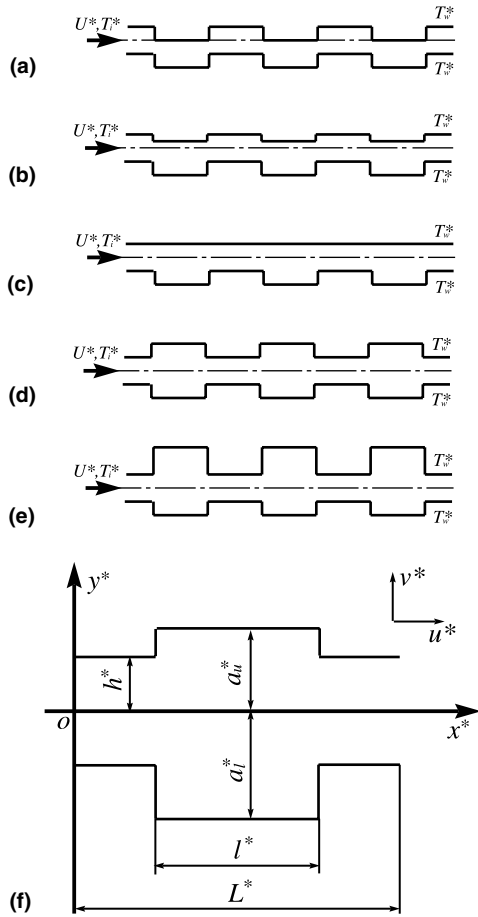 U*,Tᵢ* T_w*
(a) T_w*
U*,Tᵢ* T_w*
(b) T_w*
U*,Tᵢ* T_w*
(c) T_w*
U*,Tᵢ* T_w*
(d) T_w*
U*,Tᵢ* T_w*
(e) T_w*
y* v*
u*
h* a_u*
o x*
a_l*
l*
L*
(f)